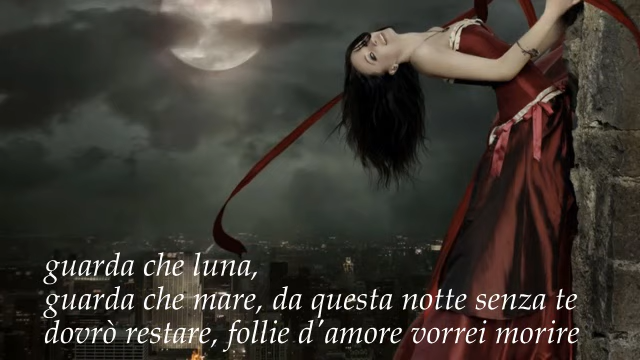 guarda che luna,
guarda che mare, da questa notte senza te
dovrò restare, follie d'amore vorrei morire